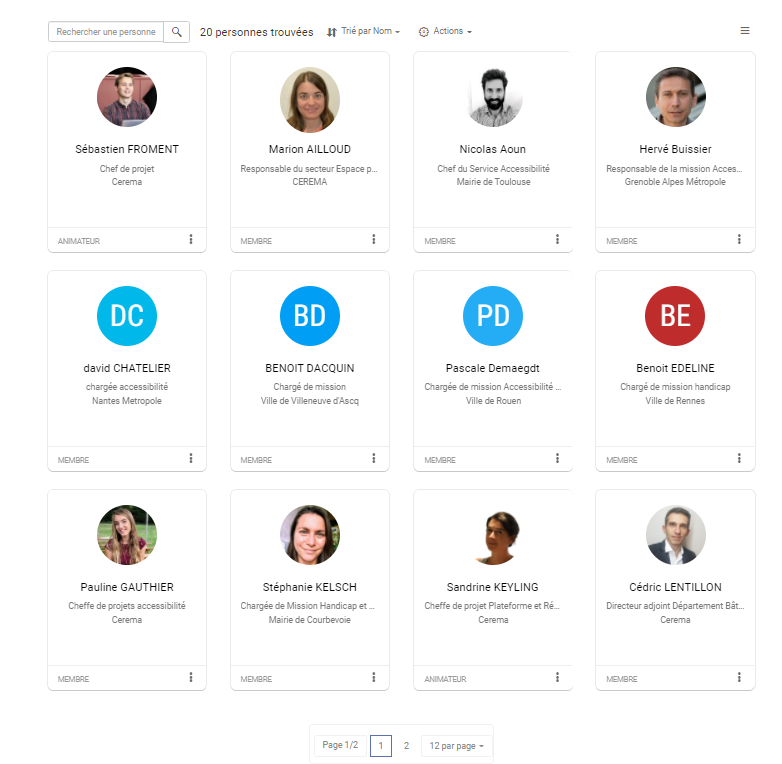 Rechercher une personne
20 personnes trouvées
Trié par Nom
Actions
Sébastien FROMENT
Chef de projet
Cerema
ANIMATEUR
Marion AILLOUD
Responsable du secteur Espace p...
CEREMA
MEMBRE
Nicolas Aoun
Chef du Service Accessibilité
Mairie de Toulouse
MEMBRE
Hervé Buissier
Responsable de la mission Acces...
Grenoble Alpes Métropole
MEMBRE
DC
david CHATELIER
chargée accessibilité
Nantes Metropole
MEMBRE
BD
BENOIT DACQUIN
Chargé de mission
Ville de Villeneuve d'Ascq
MEMBRE
PD
Pascale Demaegdt
Chargée de mission Accessibilité ...
Ville de Rouen
MEMBRE
BE
Benoit EDELINE
Chargé de mission handicap
Ville de Rennes
MEMBRE
Pauline GAUTHIER
Cheffe de projets accessibilité
Cerema
MEMBRE
Stéphanie KELSCH
Chargée de Mission Handicap et ...
Mairie de Courbevoie
MEMBRE
Sandrine KEYLING
Cheffe de projet Plateforme et Ré...
Cerema
ANIMATEUR
Cédric LENTILLON
Directeur adjoint Département Bât...
Cerema
MEMBRE
Page 1/2
1
2
12 par page